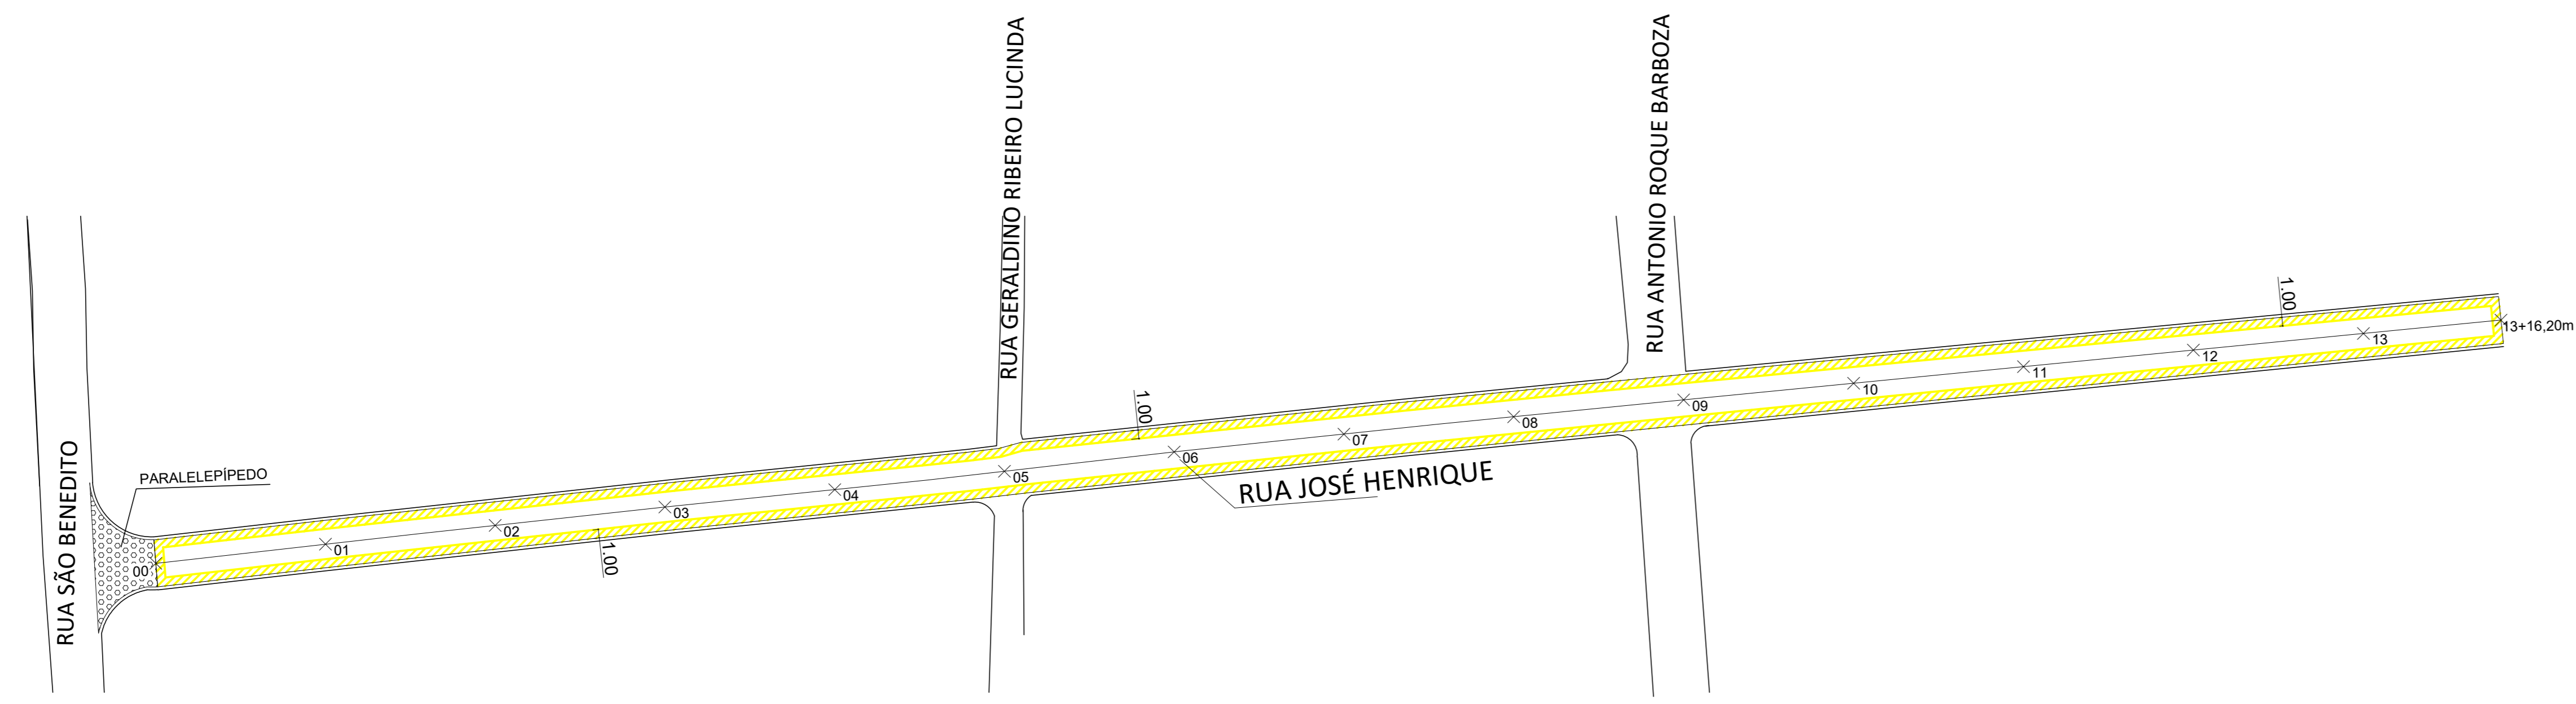 RUA SÃO BENEDITO
PARALELEPÍPEDO
RUA GERALDINO RIBEIRO LUCINDA
RUA ANTONIO ROQUE BARBOZA
RUA JOSÉ HENRIQUE
00
01
02
1.00
03
04
05
1.00
06
07
08
09
10
11
12
1.00
13
13+16,20m